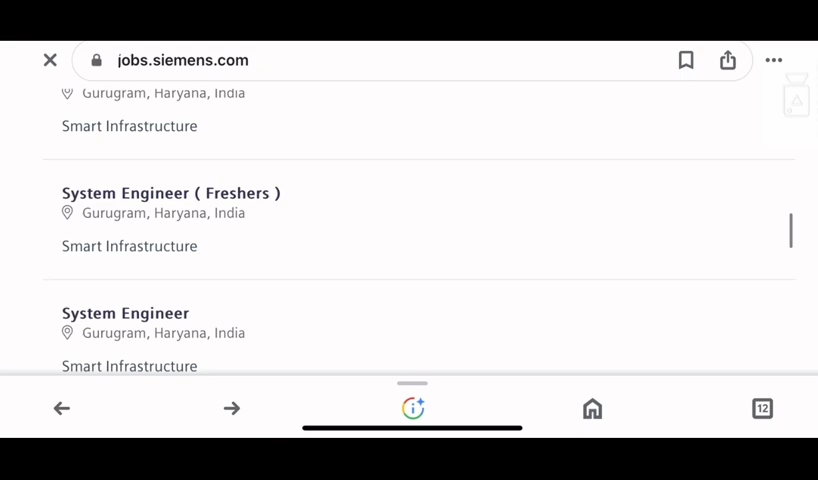 jobs.siemens.com
Gurugram, Haryana, India
Smart Infrastructure
System Engineer ( Freshers )
Gurugram, Haryana, India
Smart Infrastructure
System Engineer
Gurugram, Haryana, India
Smart Infrastructure
12